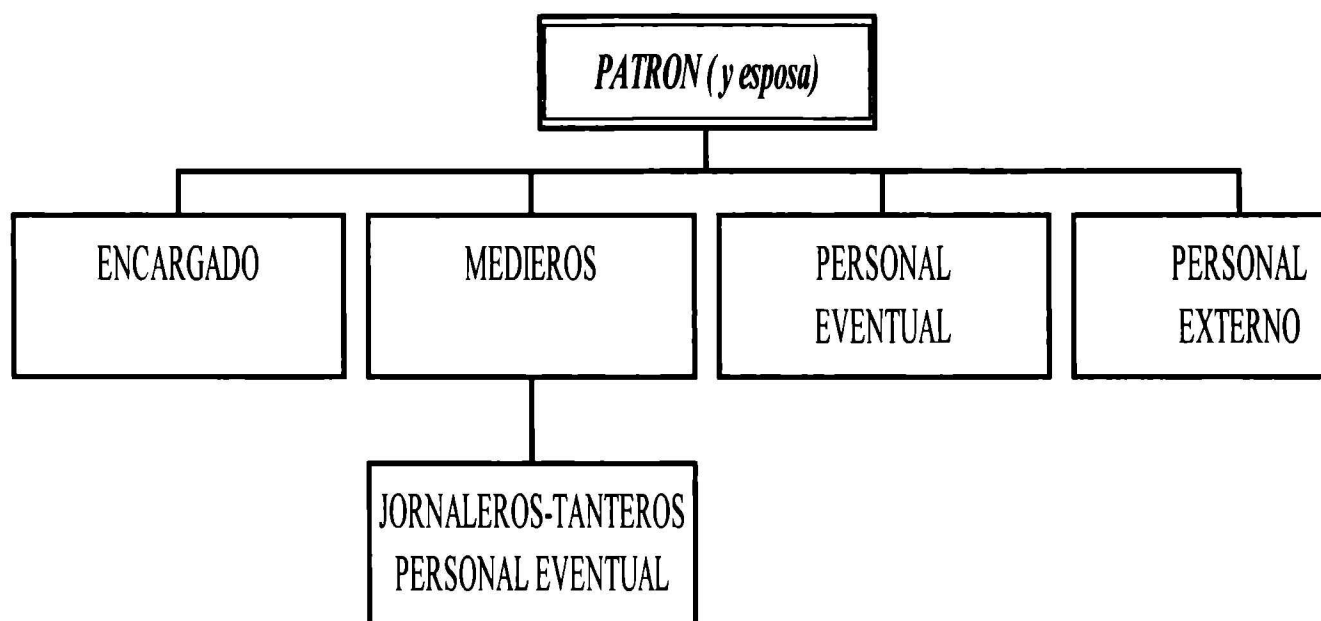 PATRON ( y esposa)
ENCARGADO
MEDIEROS
PERSONAL
EVENTUAL
PERSONAL
EXTERNO
JORNALEROS-TANTEROS
PERSONAL EVENTUAL